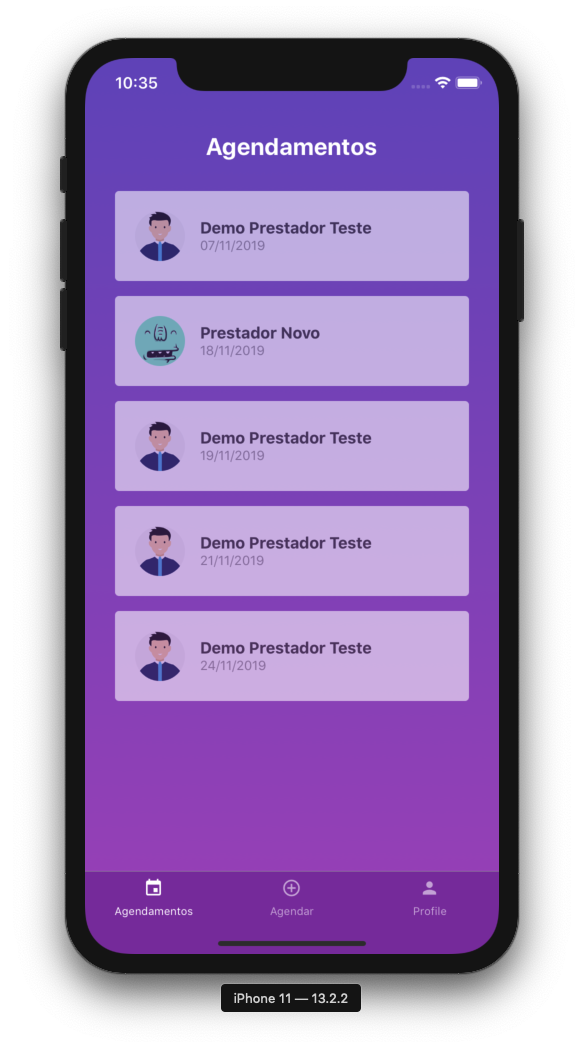 10:35
Agendamentos
Demo Prestador Teste
07/11/2019
Prestador Novo
18/11/2019
Demo Prestador Teste
19/11/2019
Demo Prestador Teste
21/11/2019
Demo Prestador Teste
24/11/2019
Agendamentos
Agendar
Profile
iPhone 11 — 13.2.2